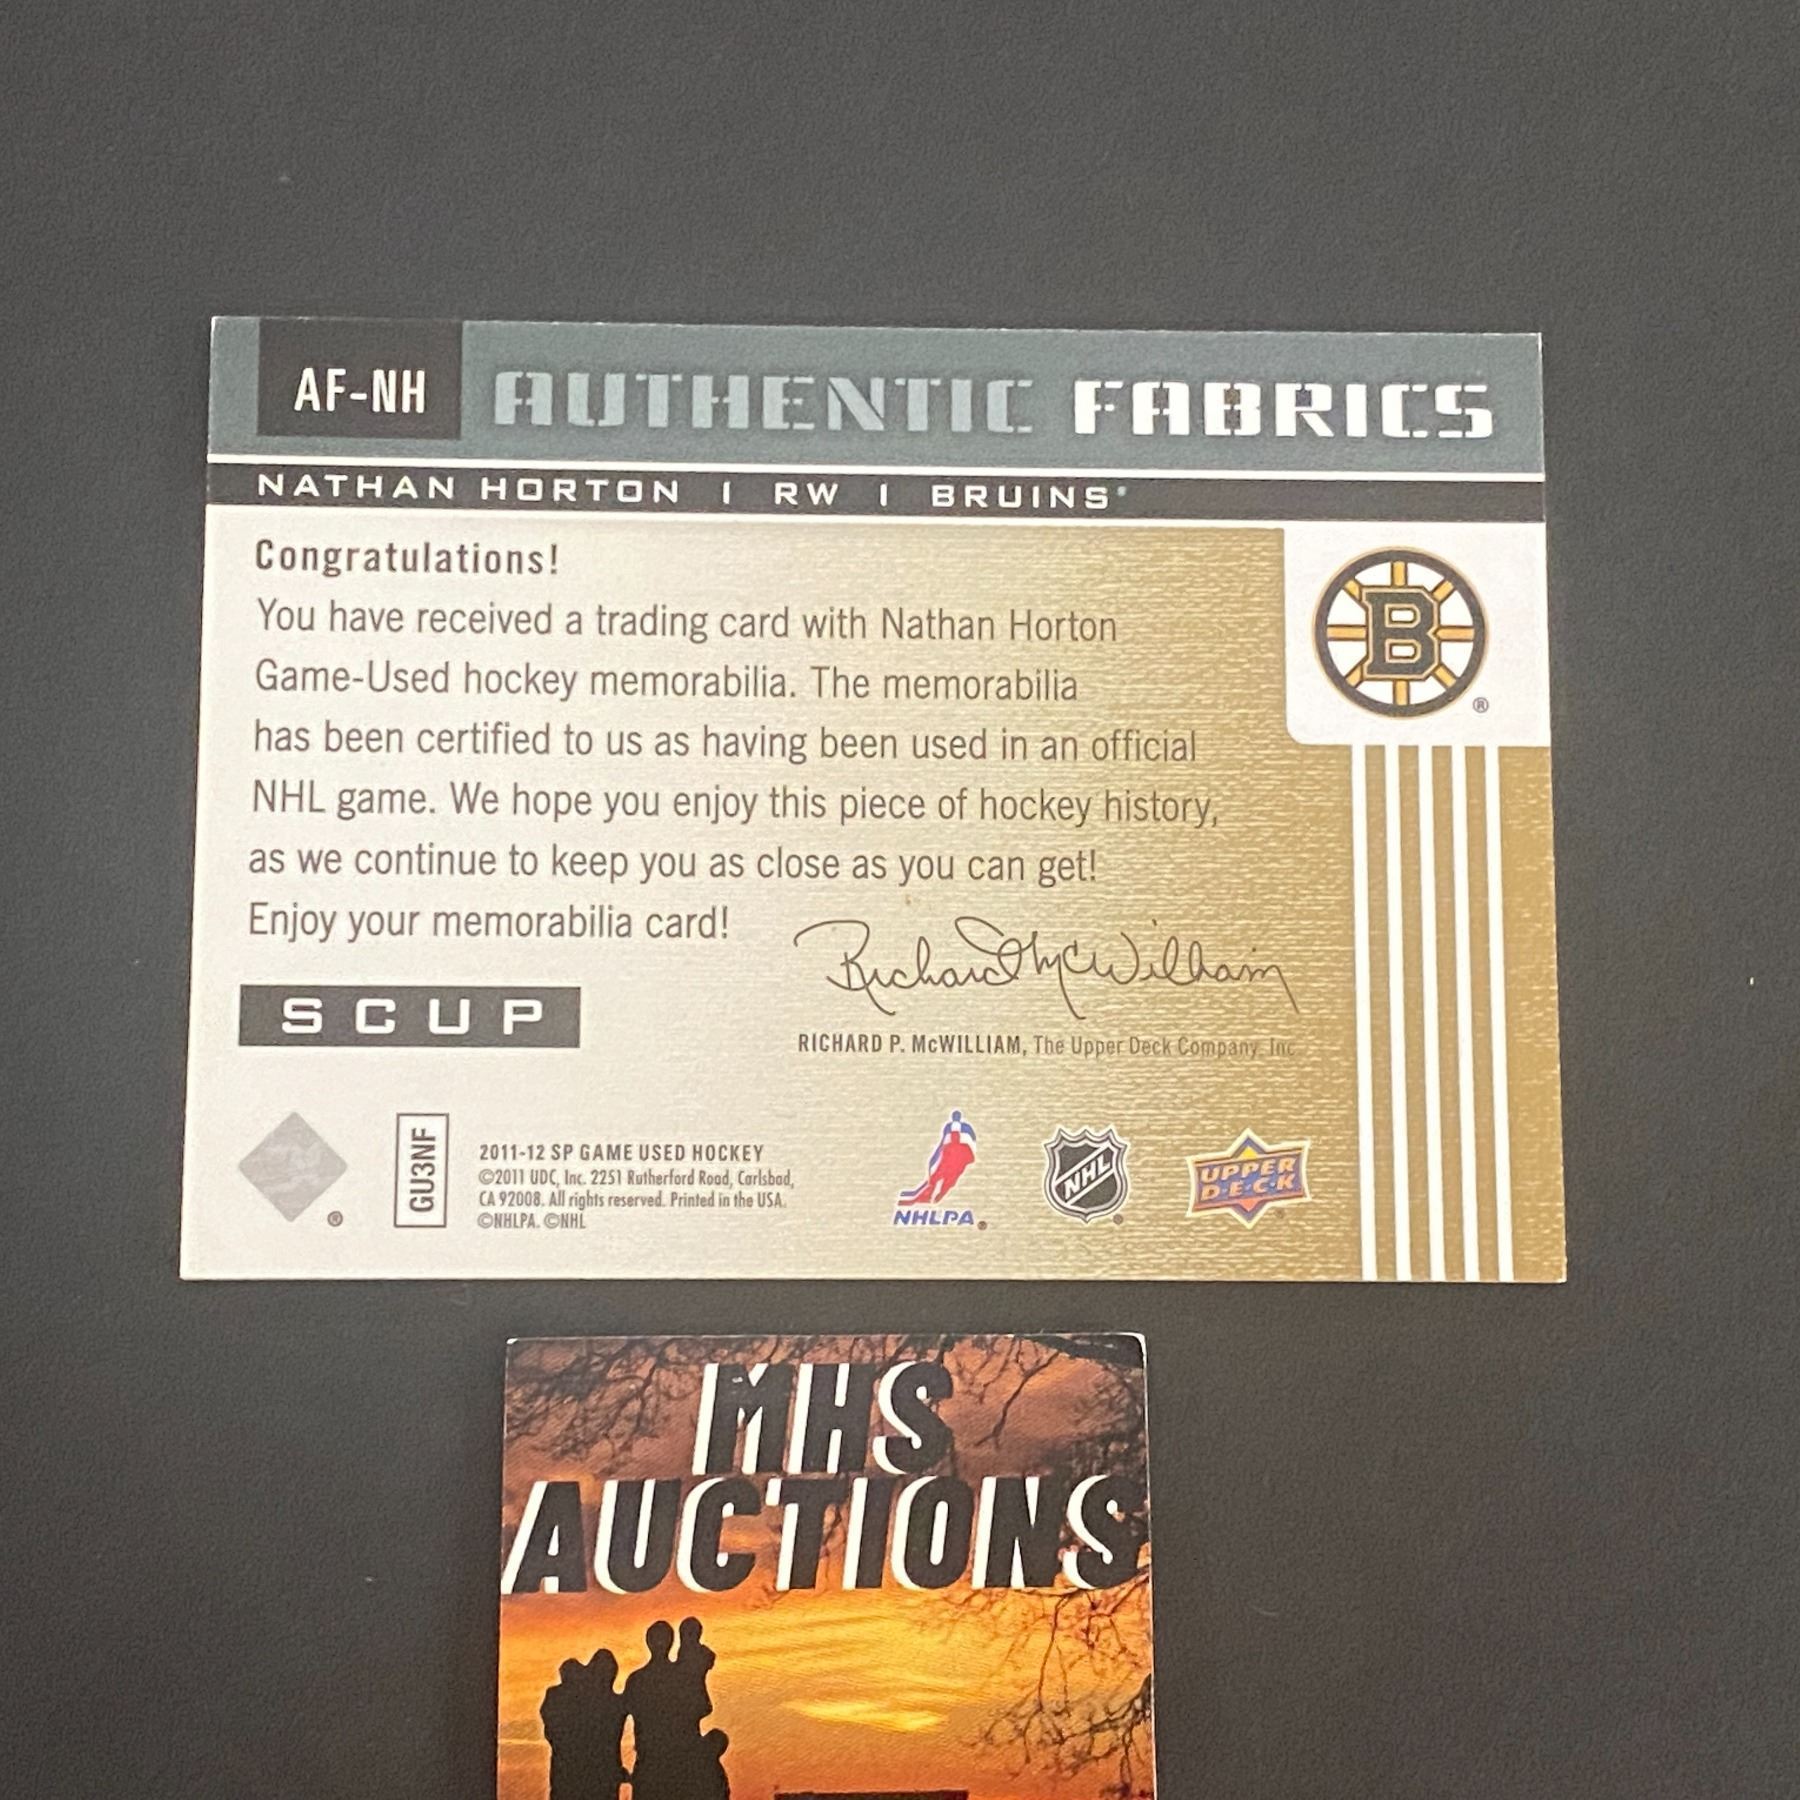 AF-NH AUTHENTIC FABRICS
NATHAN HORTON | RW | BRUINS
Congratulations!
You have received a trading card with Nathan Horton
Game-Used hockey memorabilia. The memorabilia
has been certified to us as having been used in an official
NHL game. We hope you enjoy this piece of hockey history,
as we continue to keep you as close as you can get!
Enjoy your memorabilia card!
B
®
Richard McWilliam
SCUP
RICHARD P. McWILLIAM, The Upper Deck Company, Inc.
®
GU3NF
2011-12 SP GAME USED HOCKEY
©2011 UDC, Inc. 2251 Rutherford Road, Carlsbad,
CA 92008. All rights reserved. Printed in the USA.
©NHLPA. ©NHL
NHLPA®
NHL
UPPER
DECK
MHS
AUCTIONS